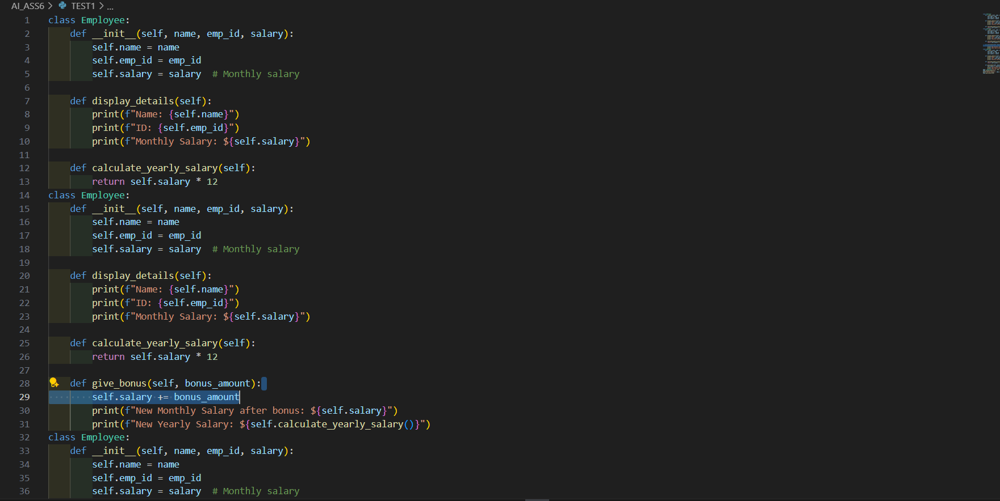 AI_ASS6 > TEST1 > ...
1 class Employee:
2     def __init__(self, name, emp_id, salary):
3         self.name = name
4         self.emp_id = emp_id
5         self.salary = salary  # Monthly salary
6
7     def display_details(self):
8         print(f"Name: {self.name}")
9         print(f"ID: {self.emp_id}")
10         print(f"Monthly Salary: ${self.salary}")
11
12     def calculate_yearly_salary(self):
13         return self.salary * 12
14 class Employee:
15     def __init__(self, name, emp_id, salary):
16         self.name = name
17         self.emp_id = emp_id
18         self.salary = salary  # Monthly salary
19
20     def display_details(self):
21         print(f"Name: {self.name}")
22         print(f"ID: {self.emp_id}")
23         print(f"Monthly Salary: ${self.salary}")
24
25     def calculate_yearly_salary(self):
26         return self.salary * 12
27
28     def give_bonus(self, bonus_amount):
29         self.salary += bonus_amount
30         print(f"New Monthly Salary after bonus: ${self.salary}")
31         print(f"New Yearly Salary: ${self.calculate_yearly_salary()}")
32 class Employee:
33     def __init__(self, name, emp_id, salary):
34         self.name = name
35         self.emp_id = emp_id
36         self.salary = salary  # Monthly salary